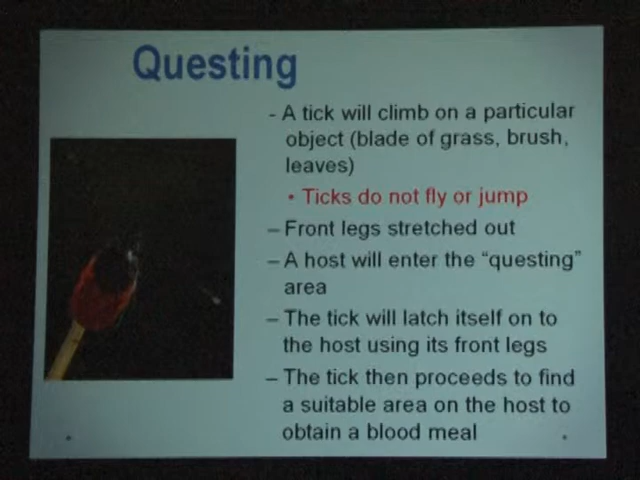 Questing
- A tick will climb on a particular
object (blade of grass, brush,
leaves)
• Ticks do not fly or jump
– Front legs stretched out
– A host will enter the “questing”
area
– The tick will latch itself on to
the host using its front legs
– The tick then proceeds to find
a suitable area on the host to
obtain a blood meal